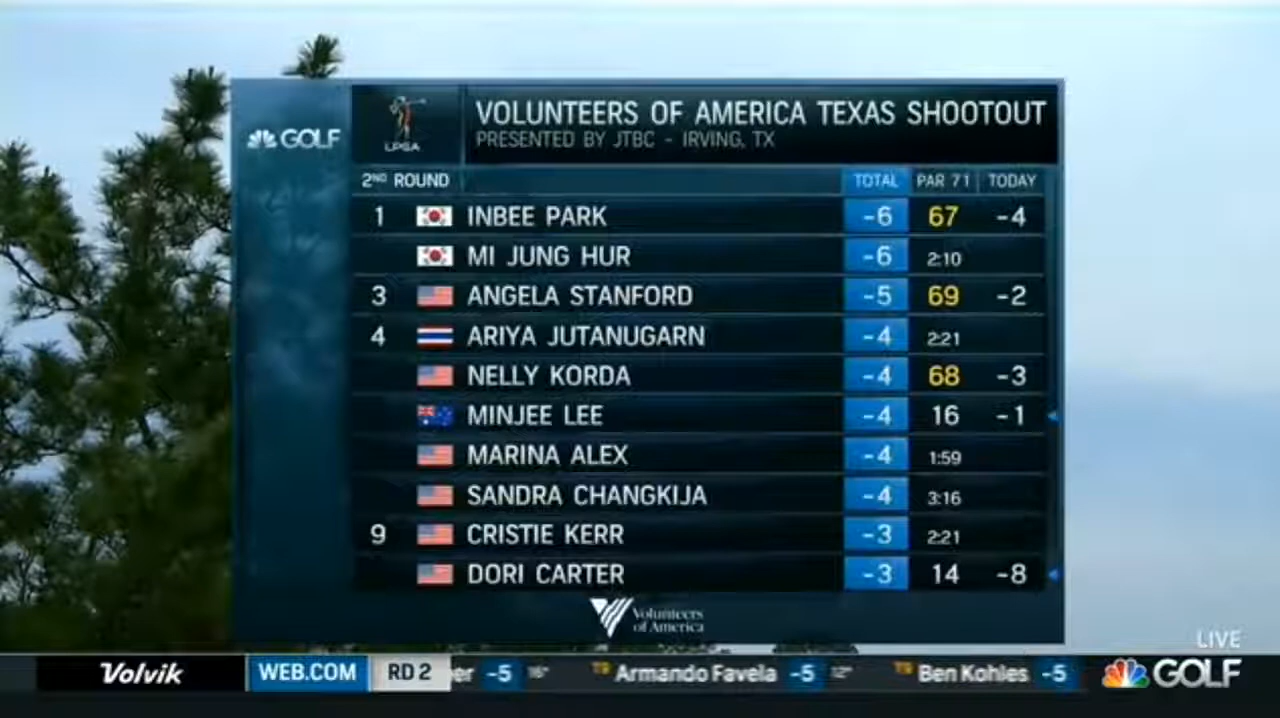 GOLF LPGA VOLUNTEERS OF AMERICA TEXAS SHOOTOUT
PRESENTED BY JTBC - IRVING, TX
2ND ROUND TOTAL PAR 71 TODAY
1 INBEE PARK -6 67 -4
MI JUNG HUR -6 2:10
3 ANGELA STANFORD -5 69 -2
4 ARIYA JUTANUGARN -4 2:21
NELLY KORDA -4 68 -3
MINJEE LEE -4 16 -1
MARINA ALEX -4 1:59
SANDRA CHANGKIJA -4 3:16
9 CRISTIE KERR -3 2:21
DORI CARTER -3 14 -8
Volunteers
of America
LIVE
Volvik WEB.COM RD 2 er -5 T8 Armando Favela -5 T8 Ben Kohles -5 GOLF